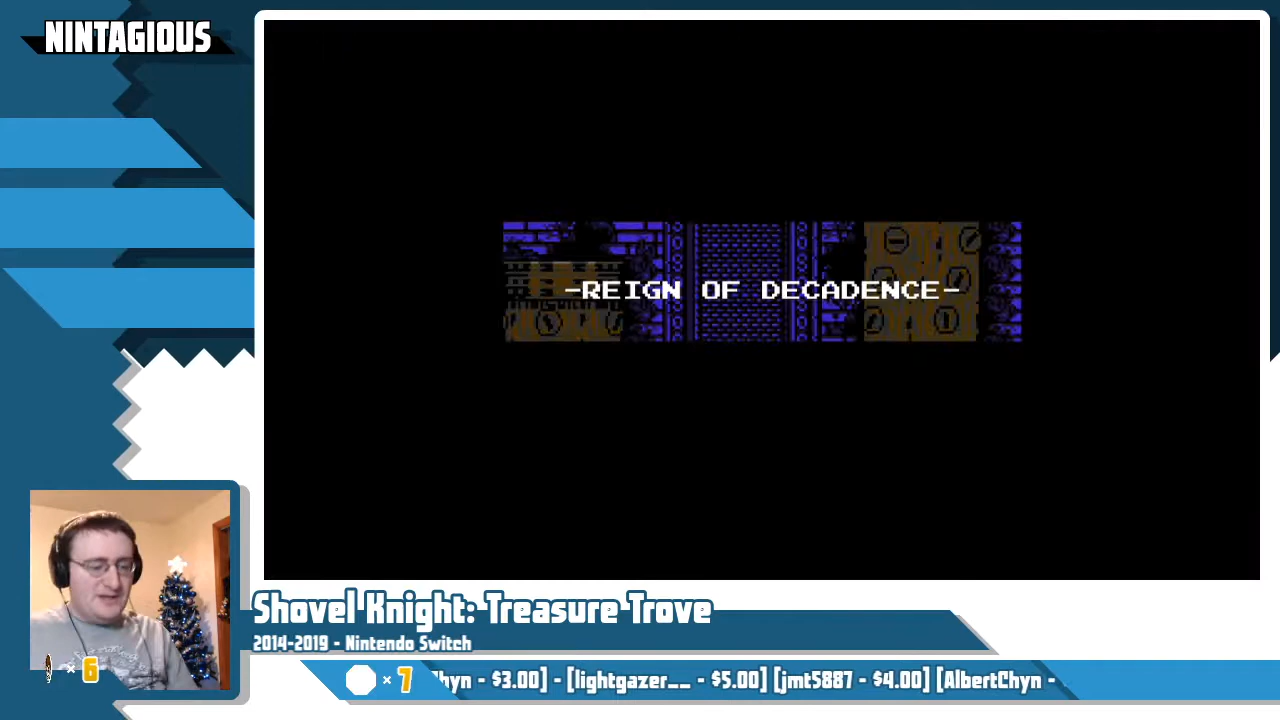 NINTAGIOUS
-REIGN OF DECADENCE-
Shovel Knight: Treasure Trove
2014-2019 - Nintendo Switch
× 6
× 7
hyn - $3.00] - [lightgazer__ - $5.00] [jmt5887 - $4.00] [AlbertChyn -